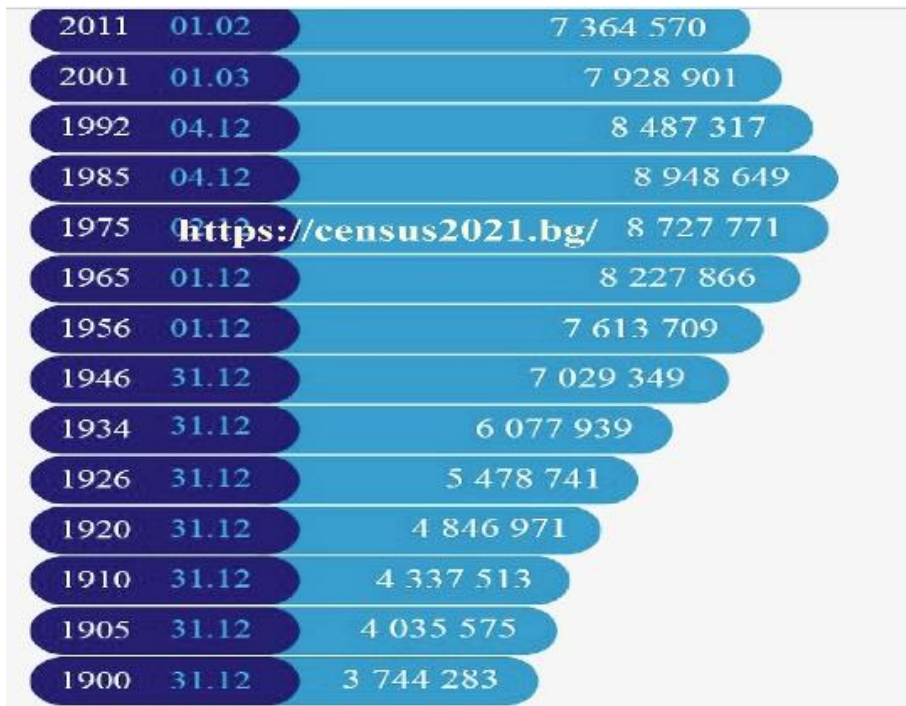 2011 01.02 7 364 570
2001 01.03 7 928 901
1992 04.12 8 487 317
1985 04.12 8 948 649
1975 https://census2021.bg/ 8 727 771
1965 01.12 8 227 866
1956 01.12 7 613 709
1946 31.12 7 029 349
1934 31.12 6 077 939
1926 31.12 5 478 741
1920 31.12 4 846 971
1910 31.12 4 337 513
1905 31.12 4 035 575
1900 31.12 3 744 283